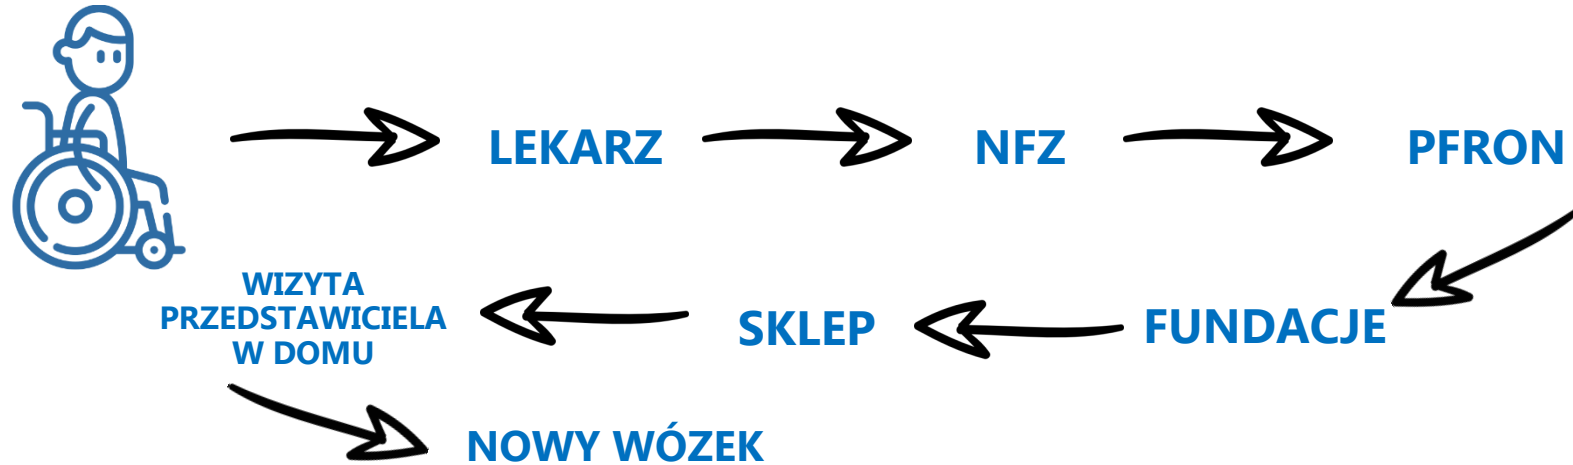 LEKARZ
NFZ
PFRON
FUNDACJE
SKLEP
WIZYTA
PRZEDSTAWICIELA
W DOMU
NOWY WÓZEK